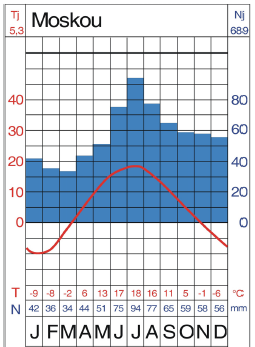 Tj Moskou Nj
5,3 689
40 80
30 60
20 40
10 20
0 0
T -9 -8 -2 6 13 17 18 16 11 5 -1 -6 °C
N 42 36 34 44 51 75 94 77 65 59 58 56 mm
J F M A M J J A S O N D